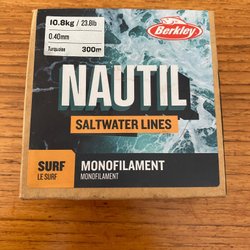 10.8kg / 23.8lb
Berkley
0.40mm
Turquoise 300m
NAUTIL
SALTWATER LINES
SURF MONOFILAMENT
LE SURF MONOFILAMENT